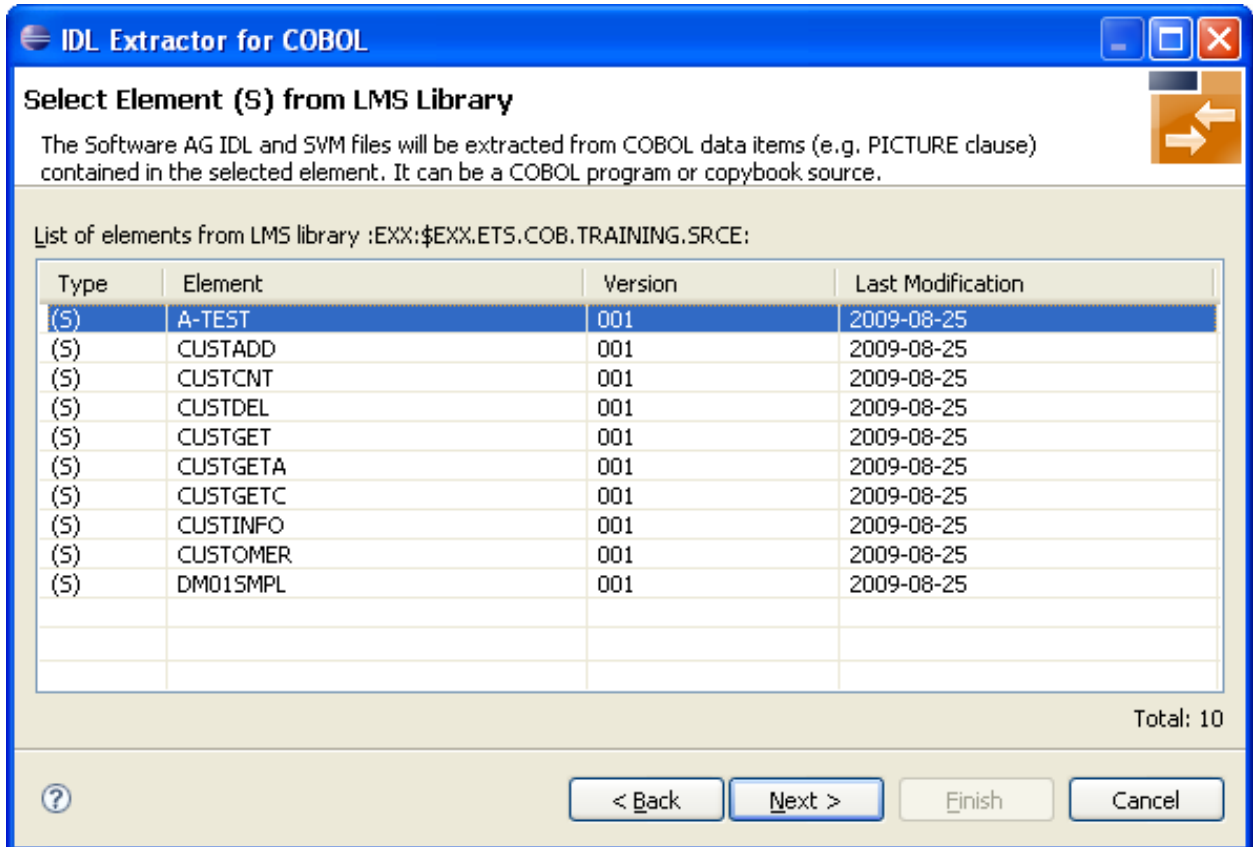 IDL Extractor for COBOL
Select Element (S) from LMS Library
The Software AG IDL and SVM files will be extracted from COBOL data items (e.g. PICTURE clause)
contained in the selected element. It can be a COBOL program or copybook source.
List of elements from LMS library :EXX:$EXX.ETS.COB.TRAINING.SRCE:
Type Element Version Last Modification
(S) A-TEST 001 2009-08-25
(S) CUSTADD 001 2009-08-25
(S) CUSTCNT 001 2009-08-25
(S) CUSTDEL 001 2009-08-25
(S) CUSTGET 001 2009-08-25
(S) CUSTGETA 001 2009-08-25
(S) CUSTGETC 001 2009-08-25
(S) CUSTINFO 001 2009-08-25
(S) CUSTOMER 001 2009-08-25
(S) DM01SMPL 001 2009-08-25
Total: 10
? < Back Next > Finish Cancel